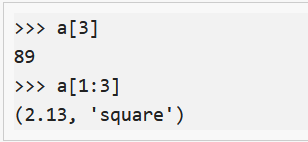 >>> a[3]
89
>>> a[1:3]
(2.13, 'square')